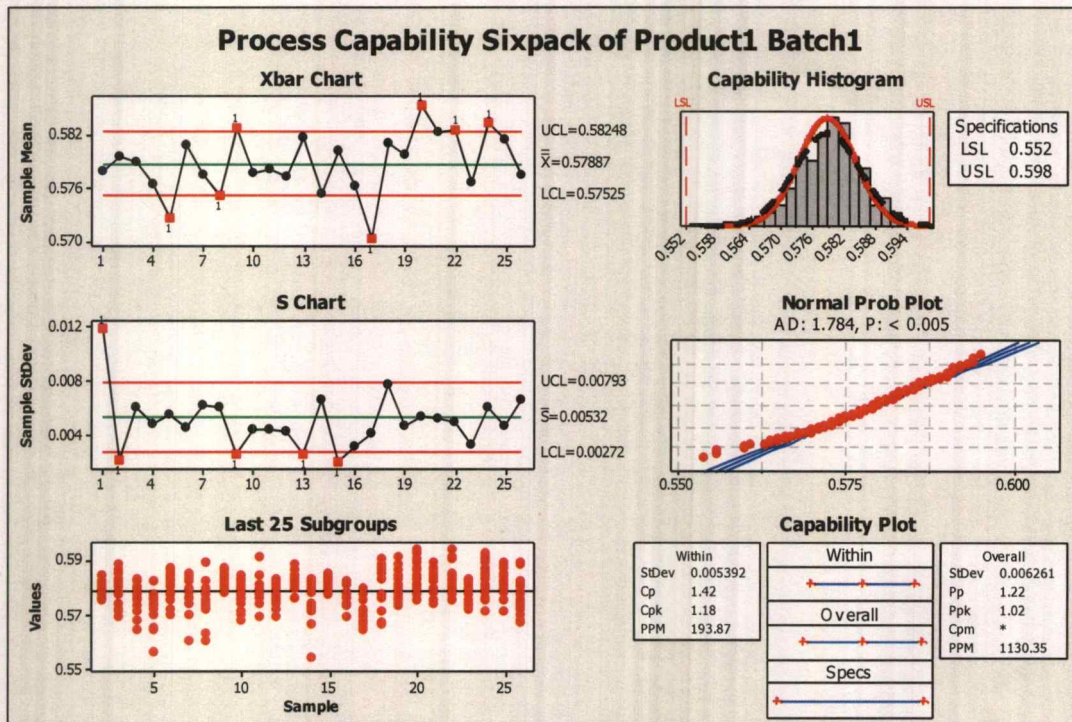 Process Capability Sixpack of Product1 Batch1
Xbar Chart
Sample Mean
0.582
0.576
0.570
1 4 7 10 13 16 19 22 25
1
1
1
1
1
1
1
UCL=0.58248
X=0.57887
LCL=0.57525
Capability Histogram
LSL
USL
0.552 0.558 0.564 0.570 0.576 0.582 0.588 0.594
Specifications
LSL 0.552
USL 0.598
S Chart
Sample StDev
0.012
0.008
0.004
1 4 7 10 13 16 19 22 25
1
1
1
1
1
UCL=0.00793
S=0.00532
LCL=0.00272
Normal Prob Plot
AD: 1.784, P: < 0.005
0.550 0.575 0.600
Last 25 Subgroups
Values
0.59
0.57
0.55
5 10 15 20 25
Sample
Capability Plot
Within
StDev 0.005392
Cp 1.42
Cpk 1.18
PPM 193.87
Within
Overall
Specs
Overall
StDev 0.006261
Pp 1.22
Ppk 1.02
Cpm *
PPM 1130.35